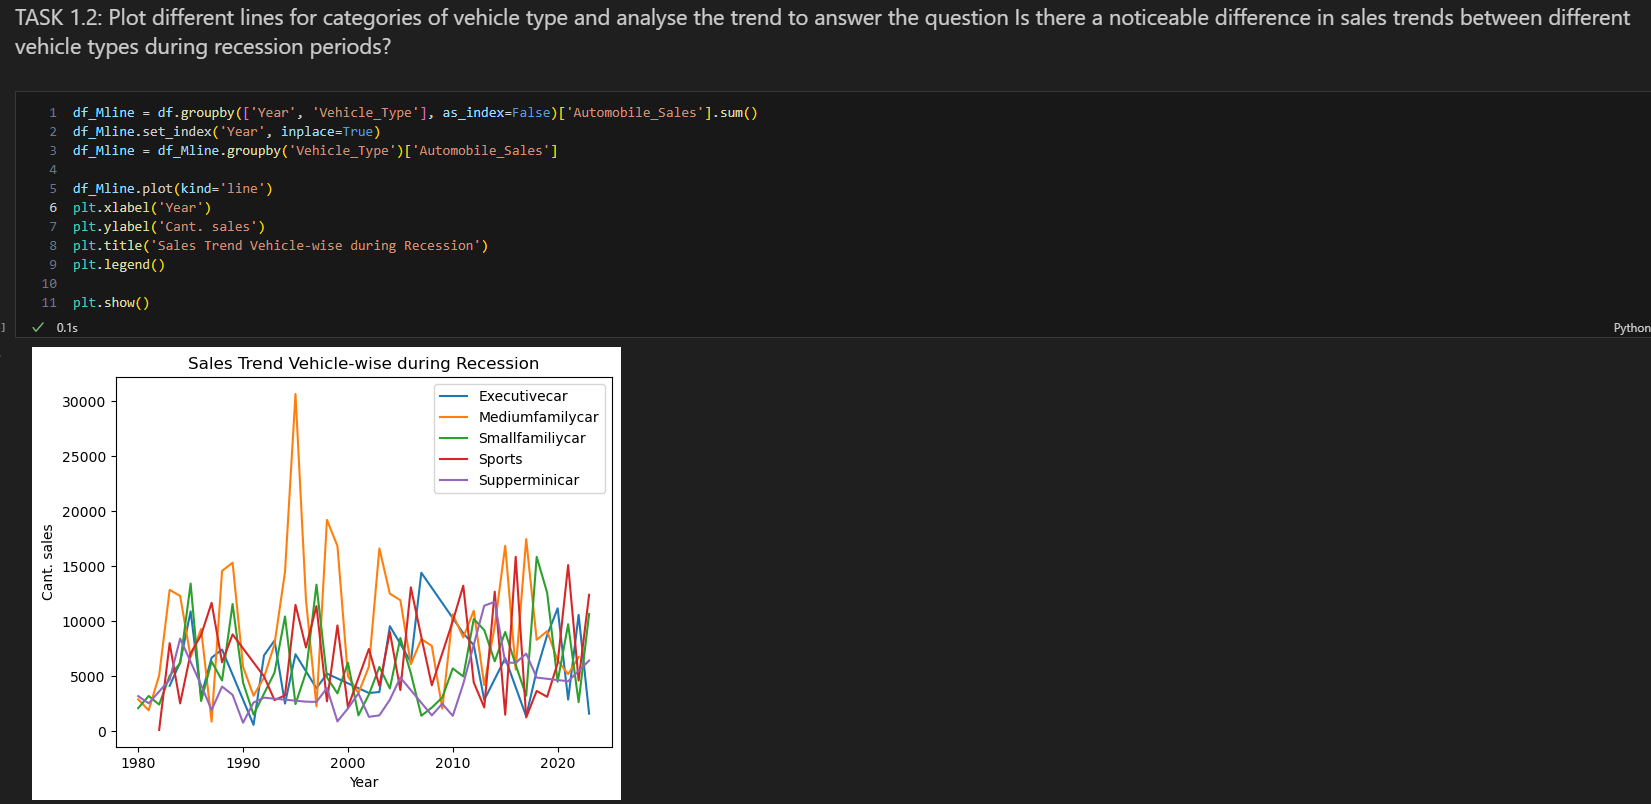 TASK 1.2: Plot different lines for categories of vehicle type and analyse the trend to answer the question Is there a noticeable difference in sales trends between different
vehicle types during recession periods?
1 df_Mline = df.groupby(['Year', 'Vehicle_Type'], as_index=False)['Automobile_Sales'].sum()
2 df_Mline.set_index('Year', inplace=True)
3 df_Mline = df_Mline.groupby('Vehicle_Type')['Automobile_Sales']
4
5 df_Mline.plot(kind='line')
6 plt.xlabel('Year')
7 plt.ylabel('Cant. sales')
8 plt.title('Sales Trend Vehicle-wise during Recession')
9 plt.legend()
10
11 plt.show()
] ✓ 0.1s
Python
Sales Trend Vehicle-wise during Recession
Executivecar
Mediumfamilycar
Smallfamiliycar
Sports
Supperminicar
30000
25000
20000
15000
10000
5000
0
Cant. sales
1980 1990 2000 2010 2020
Year